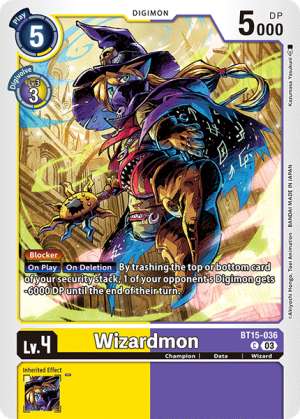 DIGIMON
Play
5
5000
DP
Digivolve
Lv.3
3
Blocker
On Play On Deletion By trashing the top or bottom card
of your security stack, 1 of your opponent's Digimon gets
-6000 DP until the end of their turn.
BT15-036
Lv.4
Wizardmon
C 03
Champion Data Wizard
Inherited Effect
-
Kazumasa Yasukuni
©Akiyoshi Hongo, Toei Animation · BANDAI MADE IN JAPAN